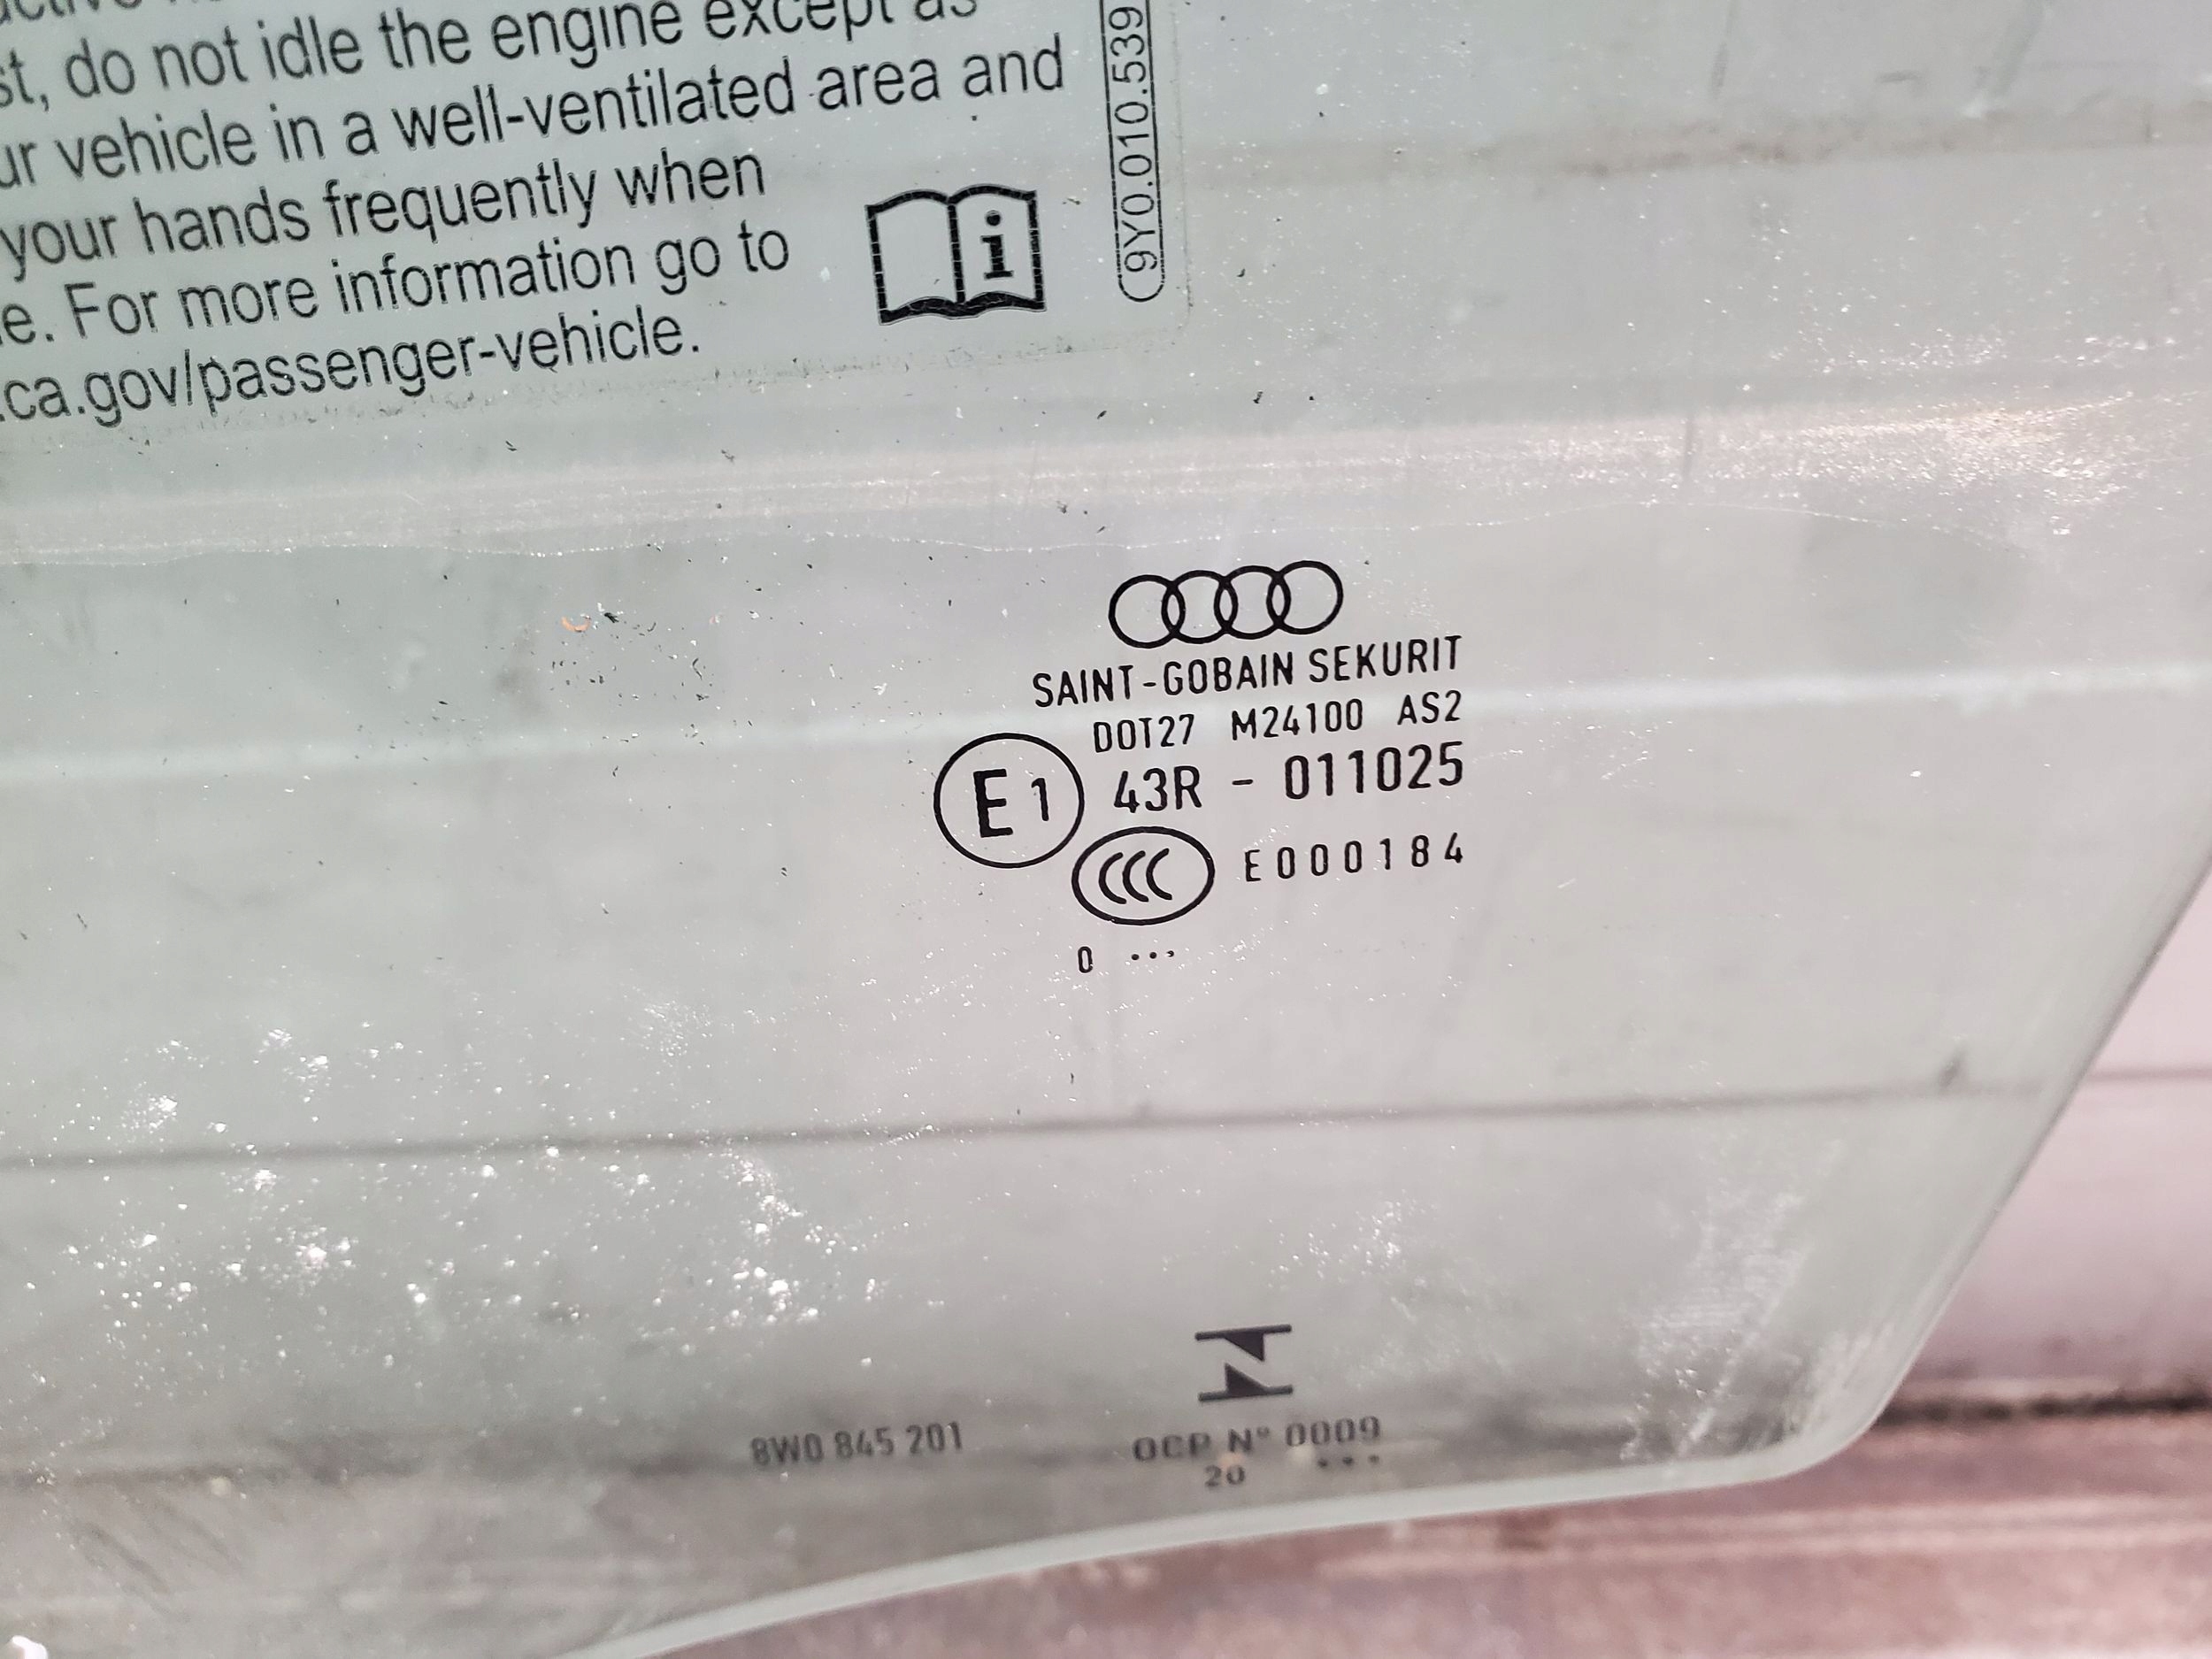 st, do not idle the engine except as
ur vehicle in a well-ventilated area and
your hands frequently when
e. For more information go to
.ca.gov/passenger-vehicle.
i
9Y0.010.539
SAINT-GOBAIN SEKURIT
DOT27 M24100 AS2
E1 43R - 011025
CCC E000184
0 ...
8W0 845 201
OCP N° 0009
20 ...